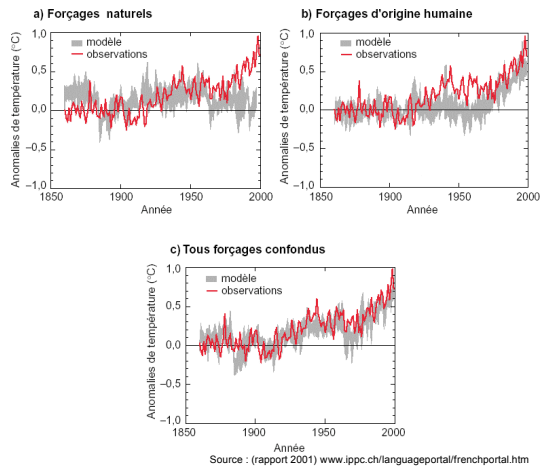 a) Forçages naturels
Anomalies de température (°C)
1,0
0,5
0,0
–0,5
–1,0
modèle
observations
1850 1900 1950 2000
Année
b) Forçages d'origine humaine
Anomalies de température (°C)
1,0
0,5
0,0
–0,5
–1,0
modèle
observations
1850 1900 1950 2000
Année
c) Tous forçages confondus
Anomalies de température (°C)
1,0
0,5
0,0
–0,5
–1,0
modèle
observations
1850 1900 1950 2000
Année
Source : (rapport 2001) www.ippc.ch/languageportal/frenchportal.htm